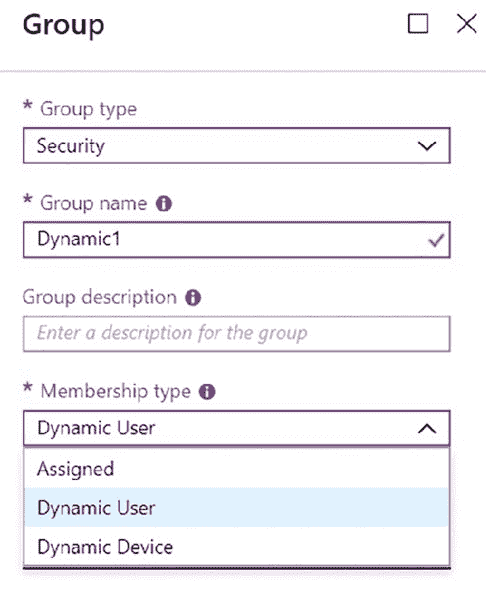 Group
* Group type
Security
* Group name
Dynamic1
Group description
Enter a description for the group
* Membership type
Dynamic User
Assigned
Dynamic User
Dynamic Device